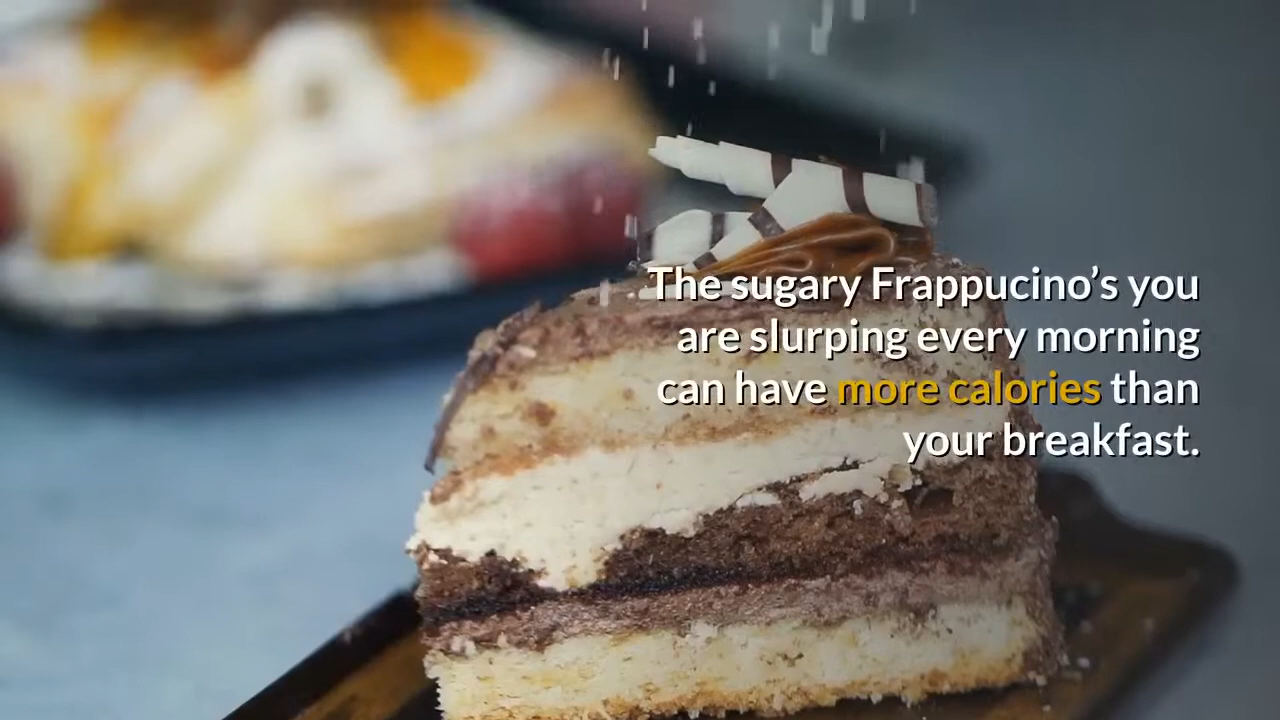 The sugary Frappucino’s you
are slurping every morning
can have more calories than
your breakfast.